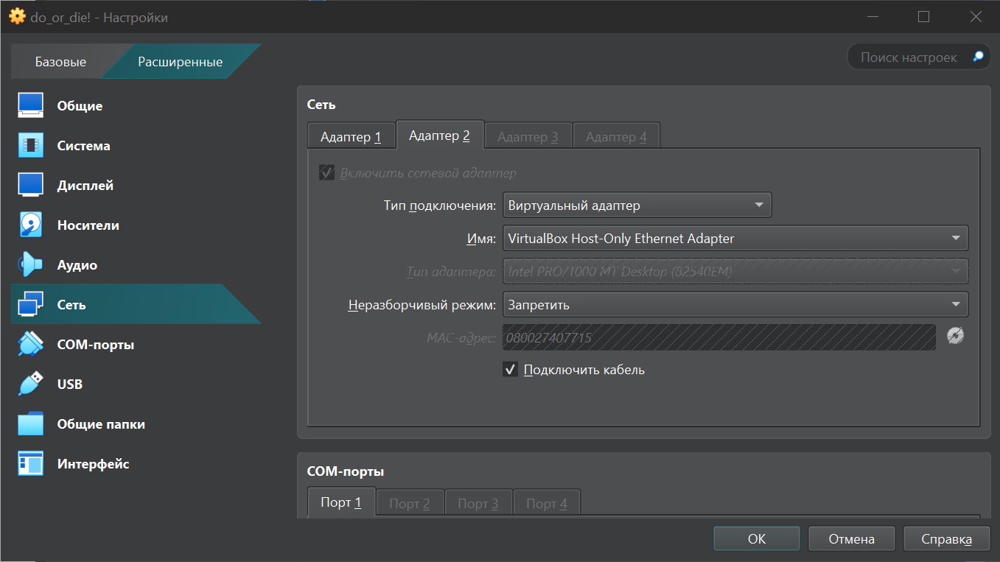 do_or_die! - Настройки
Базовые
Расширенные
Поиск настроек
Общие
Система
Дисплей
Носители
Аудио
Сеть
COM-порты
USB
Общие папки
Интерфейс
Сеть
Адаптер 1
Адаптер 2
Адаптер 3
Адаптер 4
Включить сетевой адаптер
Тип подключения: Виртуальный адаптер
Имя: VirtualBox Host-Only Ethernet Adapter
Тип адаптера: Intel PRO/1000 MT Desktop (82540EM)
Неразборчивый режим: Запретить
MAC-адрес: 080027407715
Подключить кабель
COM-порты
Порт 1
Порт 2
Порт 3
Порт 4
OK
Отмена
Справка